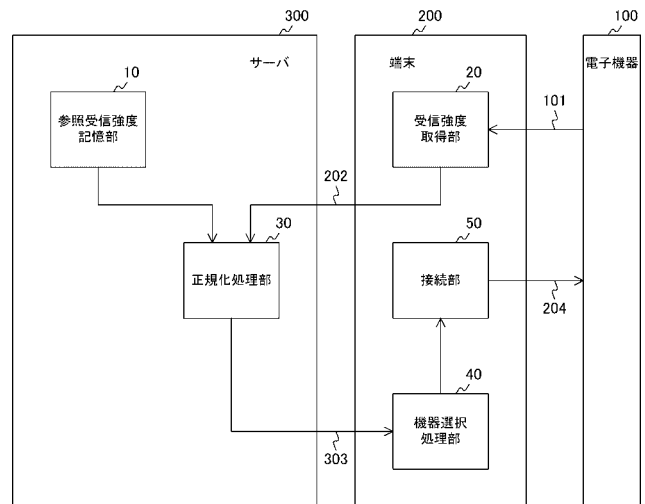 300
200
100
サーバ
端末
電子機器
10
20
101
参照受信強度
記憶部
受信強度
取得部
202
30
50
正規化処理部
接続部
204
40
機器選択
処理部
303